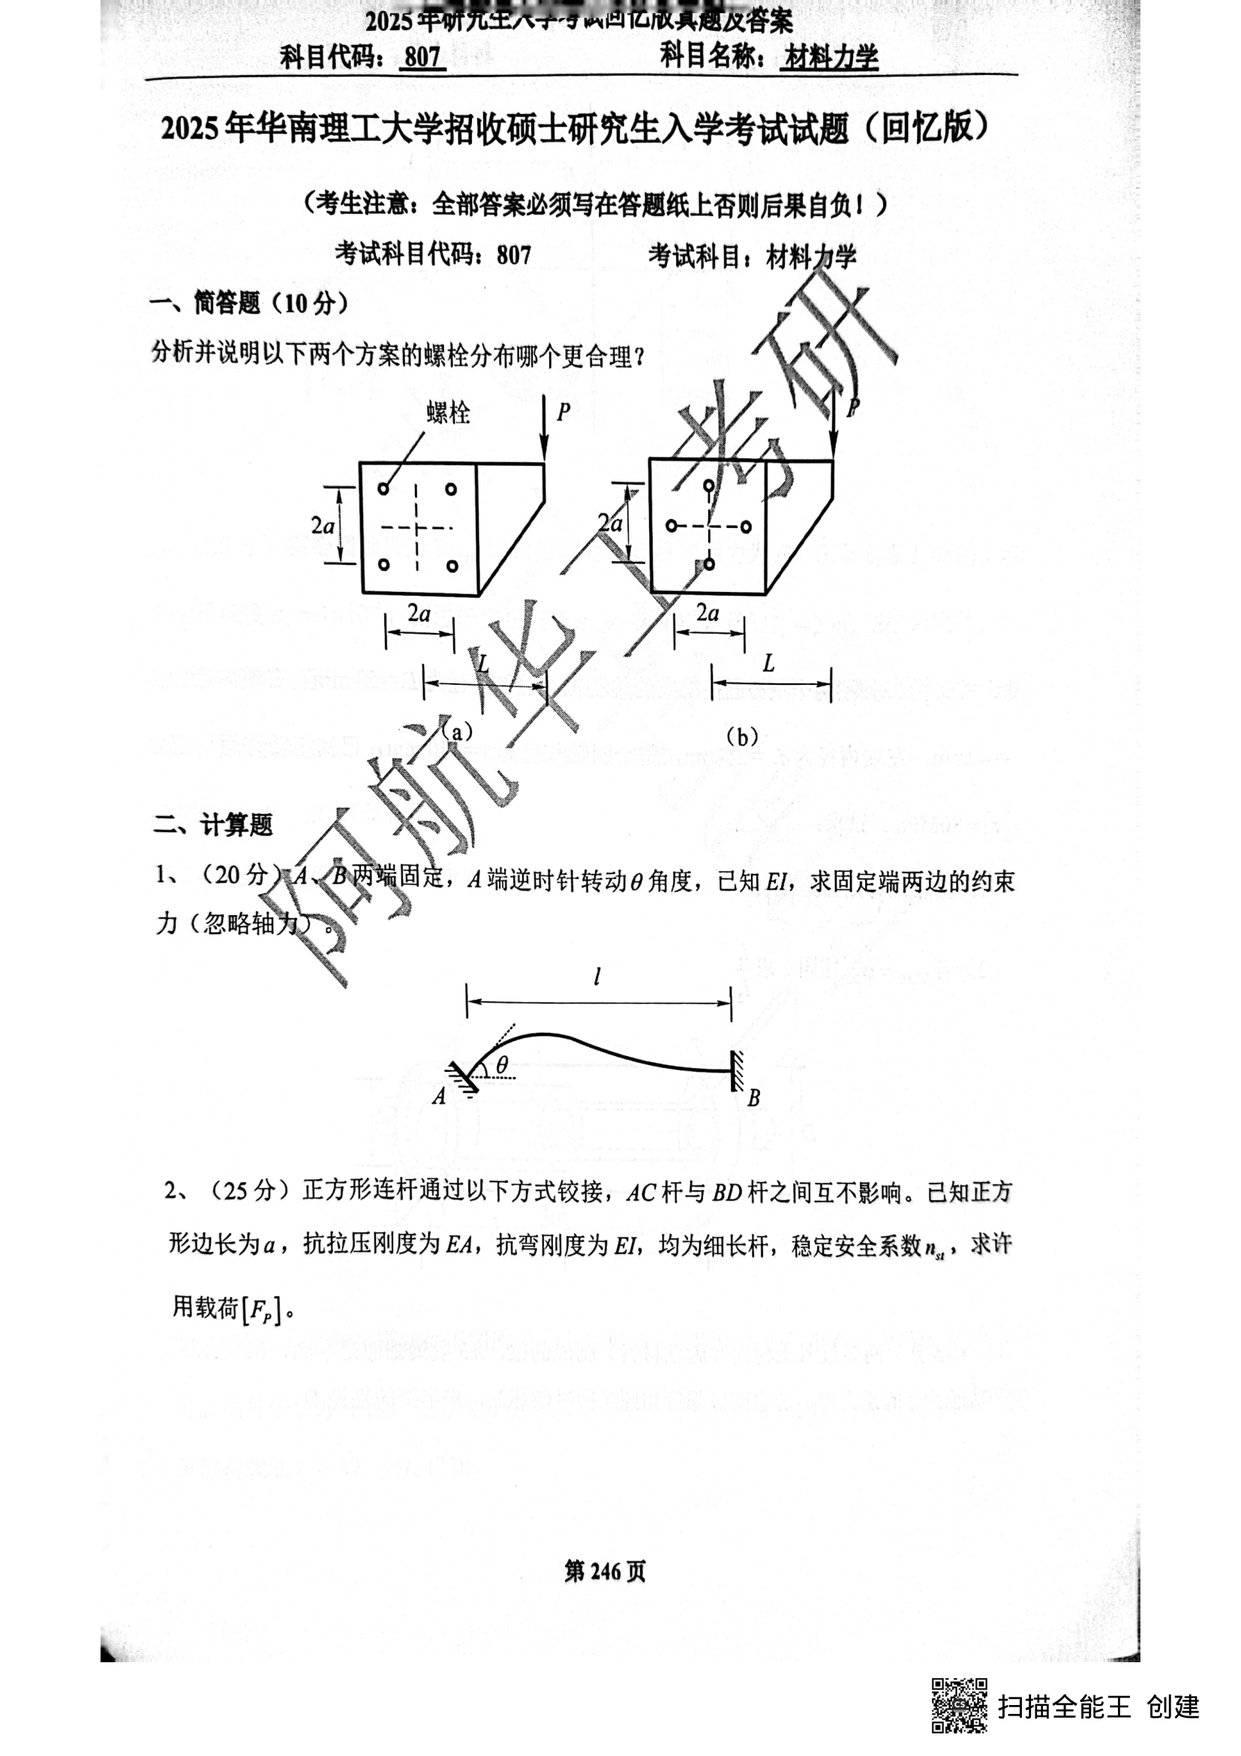 2025年研究生入学考试回忆版真题及答案
科目代码：807 科目名称：材料力学
2025年华南理工大学招收硕士研究生入学考试试题（回忆版）
（考生注意：全部答案必须写在答题纸上否则后果自负！）
考试科目代码：807 考试科目：材料力学
一、简答题（10分）
分析并说明以下两个方案的螺栓分布哪个更合理？
螺栓 P P
2a 2a
2a 2a
L L
(a) (b)
二、计算题
1、（20分）A、B两端固定，A端逆时针转动θ角度，已知EI，求固定端两边的约束
力（忽略轴力）。
l
θ
A B
2、（25分）正方形连杆通过以下方式铰接，AC杆与BD杆之间互不影响。已知正方
形边长为a，抗拉压刚度为EA，抗弯刚度为EI，均为细长杆，稳定安全系数n_st，求许
用载荷[F_P]。
第246页
阿航华工考研
扫描全能王 创建